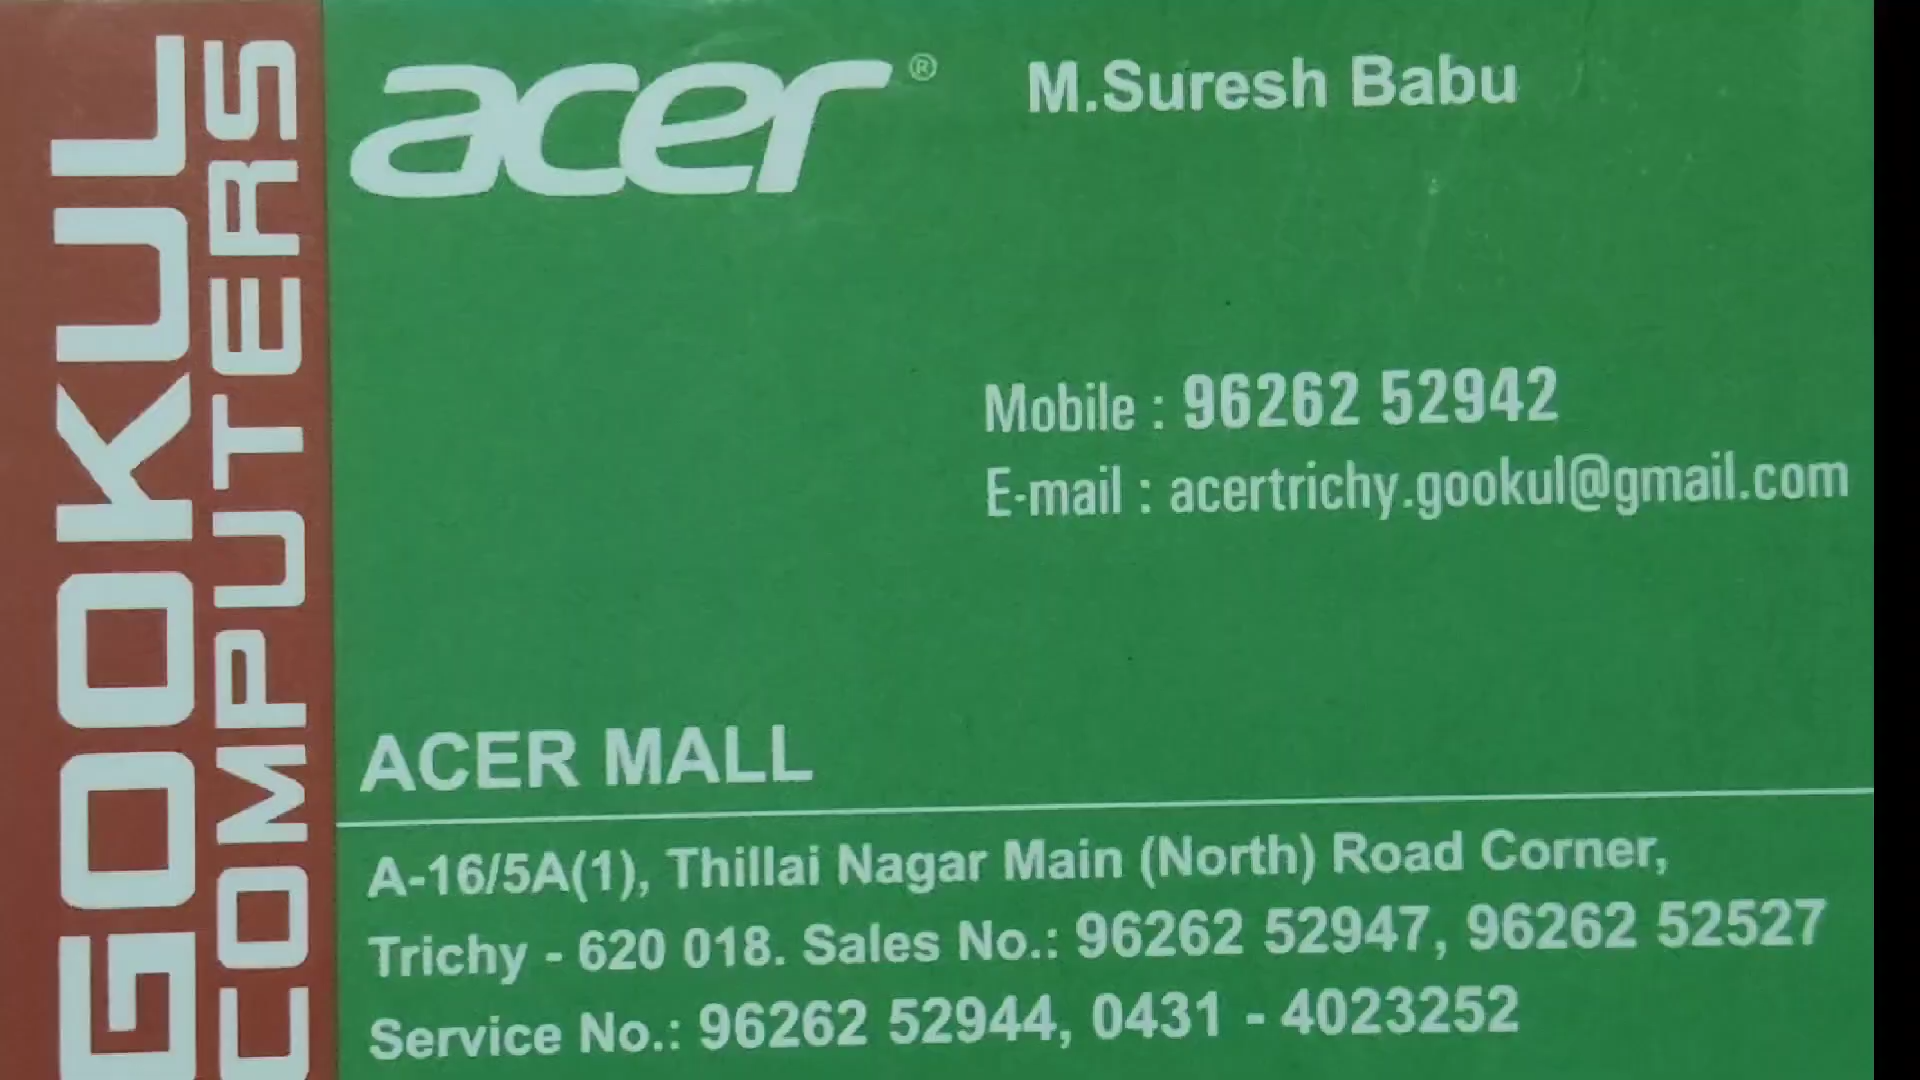 GOOKUL
COMPUTERS
acer®
M.Suresh Babu
Mobile : 96262 52942
E-mail : acertrichy.gookul@gmail.com
ACER MALL
A-16/5A(1), Thillai Nagar Main (North) Road Corner,
Trichy - 620 018. Sales No.: 96262 52947, 96262 52527
Service No.: 96262 52944, 0431 - 4023252